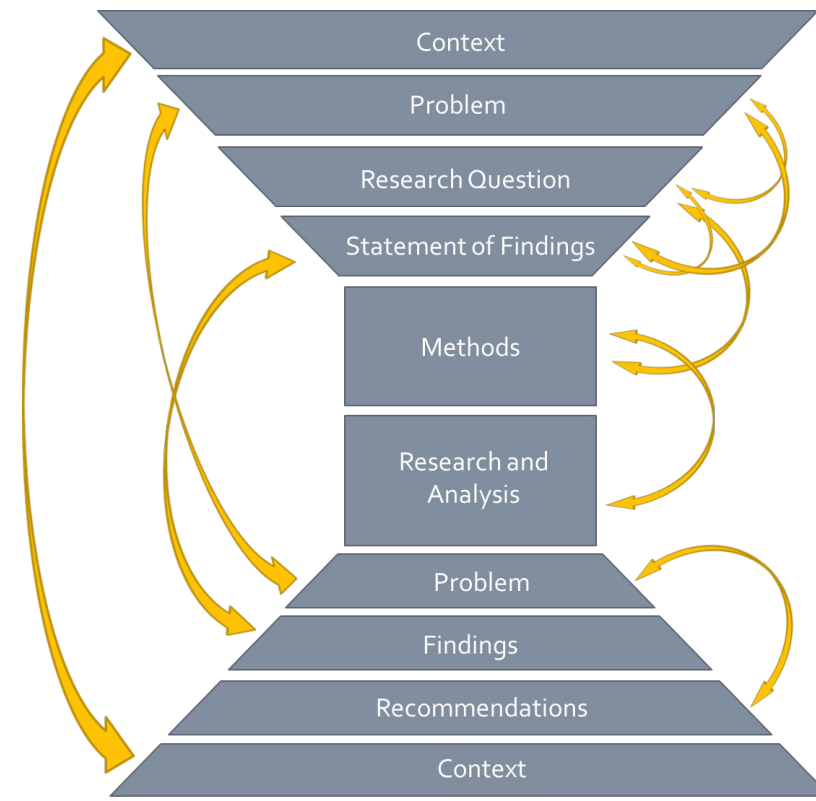 Context
Problem
Research Question
Statement of Findings
Methods
Research and
Analysis
Problem
Findings
Recommendations
Context